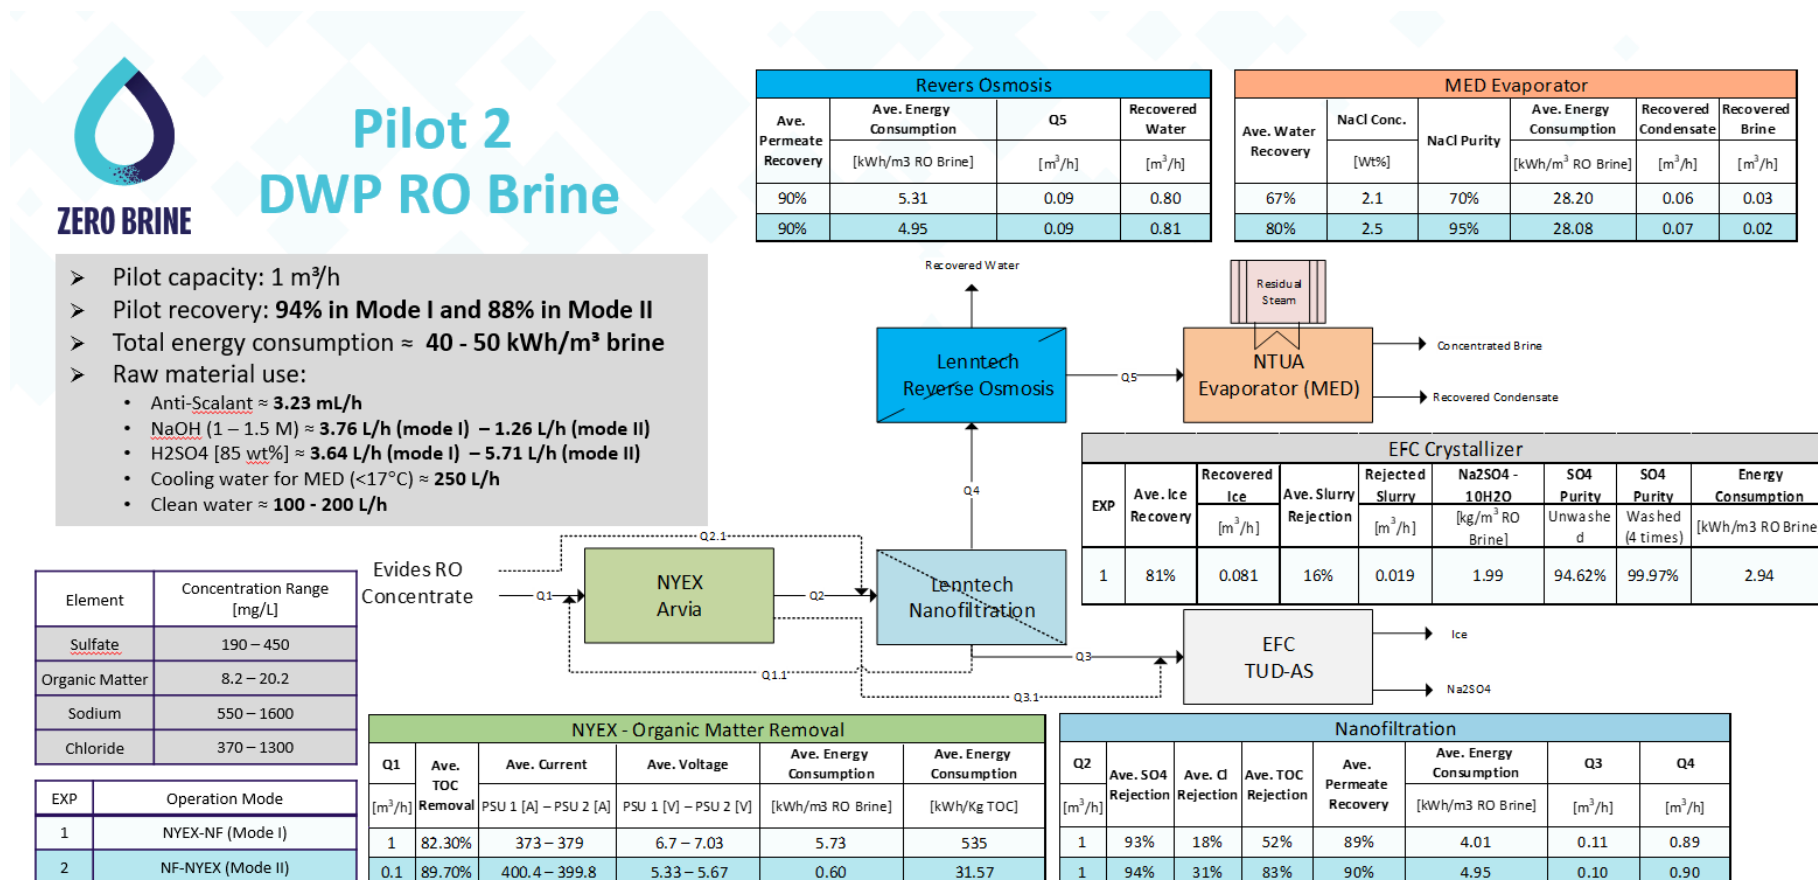 ZERO BRINE
Pilot 2
DWP RO Brine
➢ Pilot capacity: 1 m³/h
➢ Pilot recovery: 94% in Mode I and 88% in Mode II
➢ Total energy consumption ≈ 40 - 50 kWh/m³ brine
➢ Raw material use:
• Anti-Scalant ≈ 3.23 mL/h
• NaOH (1 – 1.5 M) ≈ 3.76 L/h (mode I) – 1.26 L/h (mode II)
• H2SO4 [85 wt%] ≈ 3.64 L/h (mode I) – 5.71 L/h (mode II)
• Cooling water for MED (<17°C) ≈ 250 L/h
• Clean water ≈ 100 - 200 L/h
Revers Osmosis
Ave. Permeate Recovery | Ave. Energy Consumption | Q5 | Recovered Water
[kWh/m3 RO Brine] | [m³/h] | [m³/h]
90% | 5.31 | 0.09 | 0.80
90% | 4.95 | 0.09 | 0.81
MED Evaporator
Ave. Water Recovery | NaCl Conc. | NaCl Purity | Ave. Energy Consumption | Recovered Condensate | Recovered Brine
[Wt%] | [kWh/m³ RO Brine] | [m³/h] | [m³/h]
67% | 2.1 | 70% | 28.20 | 0.06 | 0.03
80% | 2.5 | 95% | 28.08 | 0.07 | 0.02
Recovered Water
Residual
Steam
Lenntech
Reverse Osmosis
Q5
NTUA
Evaporator (MED)
Concentrated Brine
Recovered Condensate
Q4
EFC Crystallizer
EXP | Ave. Ice Recovery | Recovered Ice | Ave. Slurry Rejection | Rejected Slurry | Na2SO4 - 10H2O | SO4 Purity | SO4 Purity | Energy Consumption
[m³/h] | [m³/h] | [kg/m³ RO Brine] | Unwashed | Washed (4 times) | [kWh/m3 RO Brine]
1 | 81% | 0.081 | 16% | 0.019 | 1.99 | 94.62% | 99.97% | 2.94
Evides RO
Concentrate
Q2.1
Q1
NYEX
Arvia
Q2
Lenntech
Nanofiltration
Q1.1
Q3
Q3.1
EFC
TUD-AS
Ice
Na2SO4
Element | Concentration Range [mg/L]
Sulfate | 190 – 450
Organic Matter | 8.2 – 20.2
Sodium | 550 - 1600
Chloride | 370 – 1300
EXP | Operation Mode
1 | NYEX-NF (Mode I)
2 | NF-NYEX (Mode II)
NYEX - Organic Matter Removal
Q1 | Ave. TOC Removal | Ave. Current | Ave. Voltage | Ave. Energy Consumption | Ave. Energy Consumption
[m³/h] | PSU 1 [A] – PSU 2 [A] | PSU 1 [V] – PSU 2 [V] | [kWh/m3 RO Brine] | [kWh/Kg TOC]
1 | 82.30% | 373 – 379 | 6.7 – 7.03 | 5.73 | 535
0.1 | 89.70% | 400.4 – 399.8 | 5.33 – 5.67 | 0.60 | 31.57
Nanofiltration
Q2 | Ave. SO4 Rejection | Ave. Cl Rejection | Ave. TOC Rejection | Ave. Permeate Recovery | Ave. Energy Consumption | Q3 | Q4
[m³/h] | [kWh/m3 RO Brine] | [m³/h] | [m³/h]
1 | 93% | 18% | 52% | 89% | 4.01 | 0.11 | 0.89
1 | 94% | 31% | 83% | 90% | 4.95 | 0.10 | 0.90